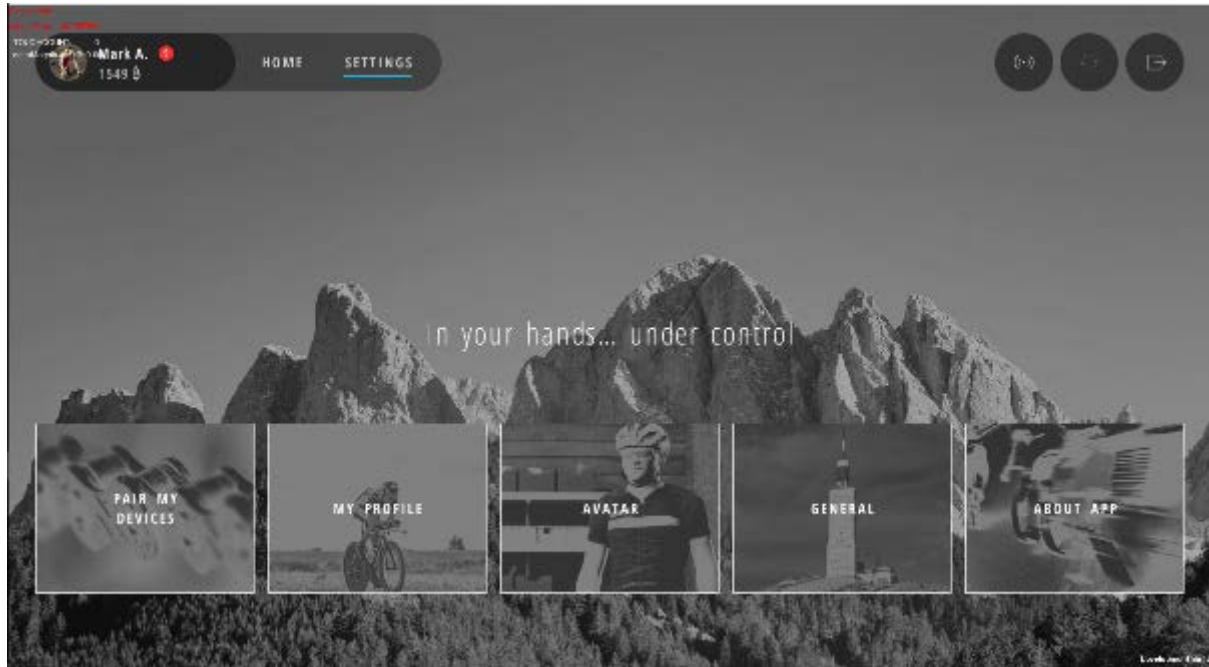 Mark A.
1549
HOME
SETTINGS
In your hands... under control
PAIR MY
DEVICES
MY PROFILE
AVATAR
GENERAL
ABOUT APP